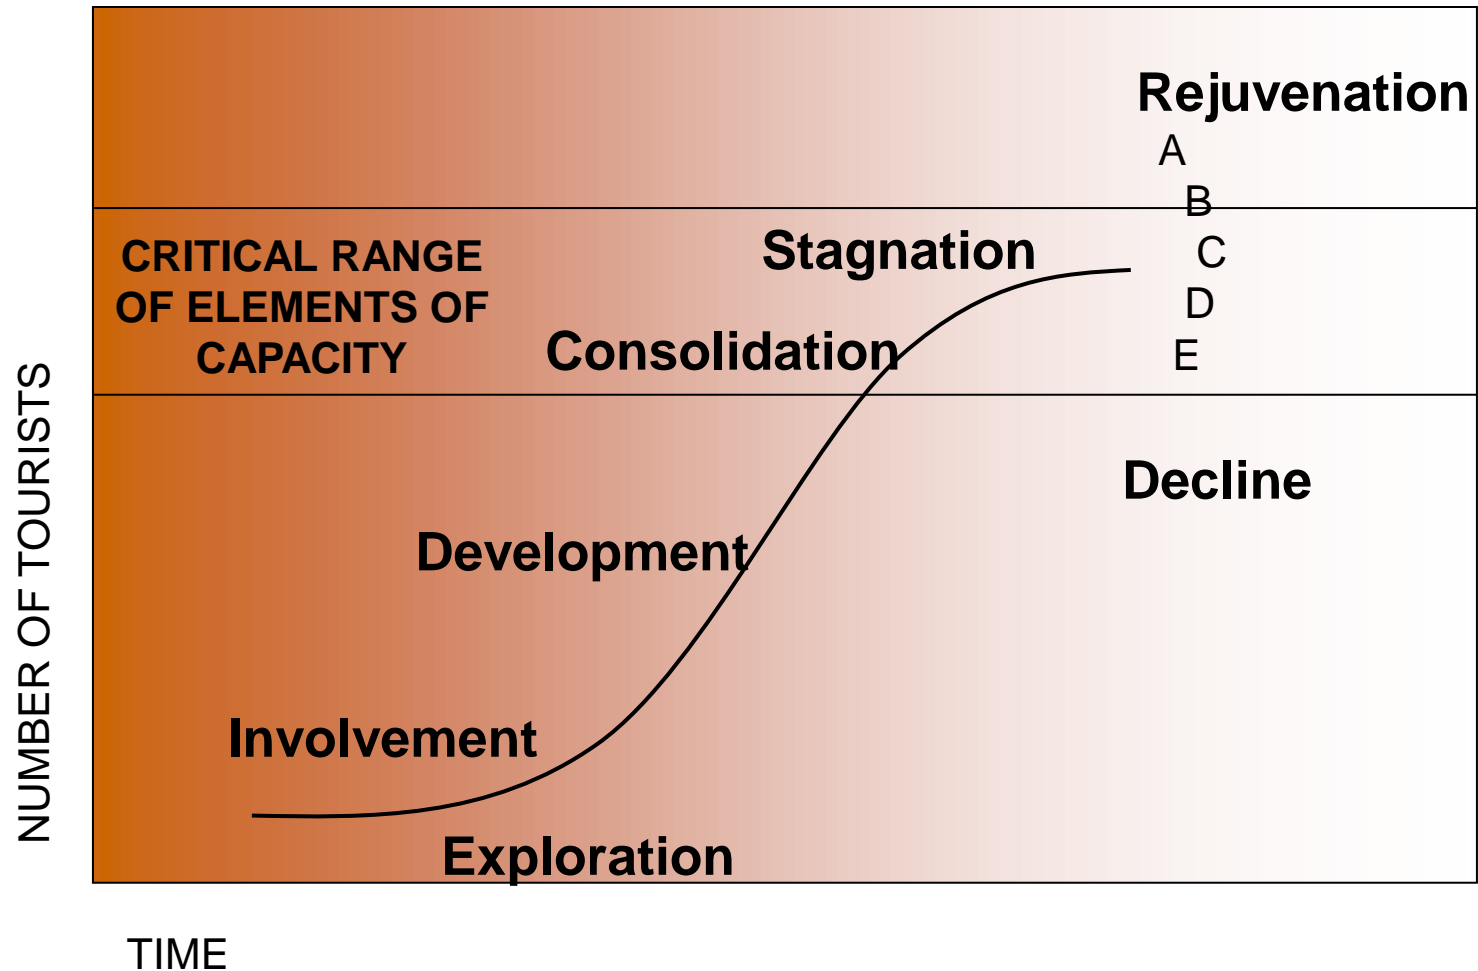 Rejuvenation
A
B
CRITICAL RANGE
OF ELEMENTS OF
CAPACITY
Stagnation
C
D
Consolidation
E
Decline
Development
NUMBER OF TOURISTS
Involvement
Exploration
TIME